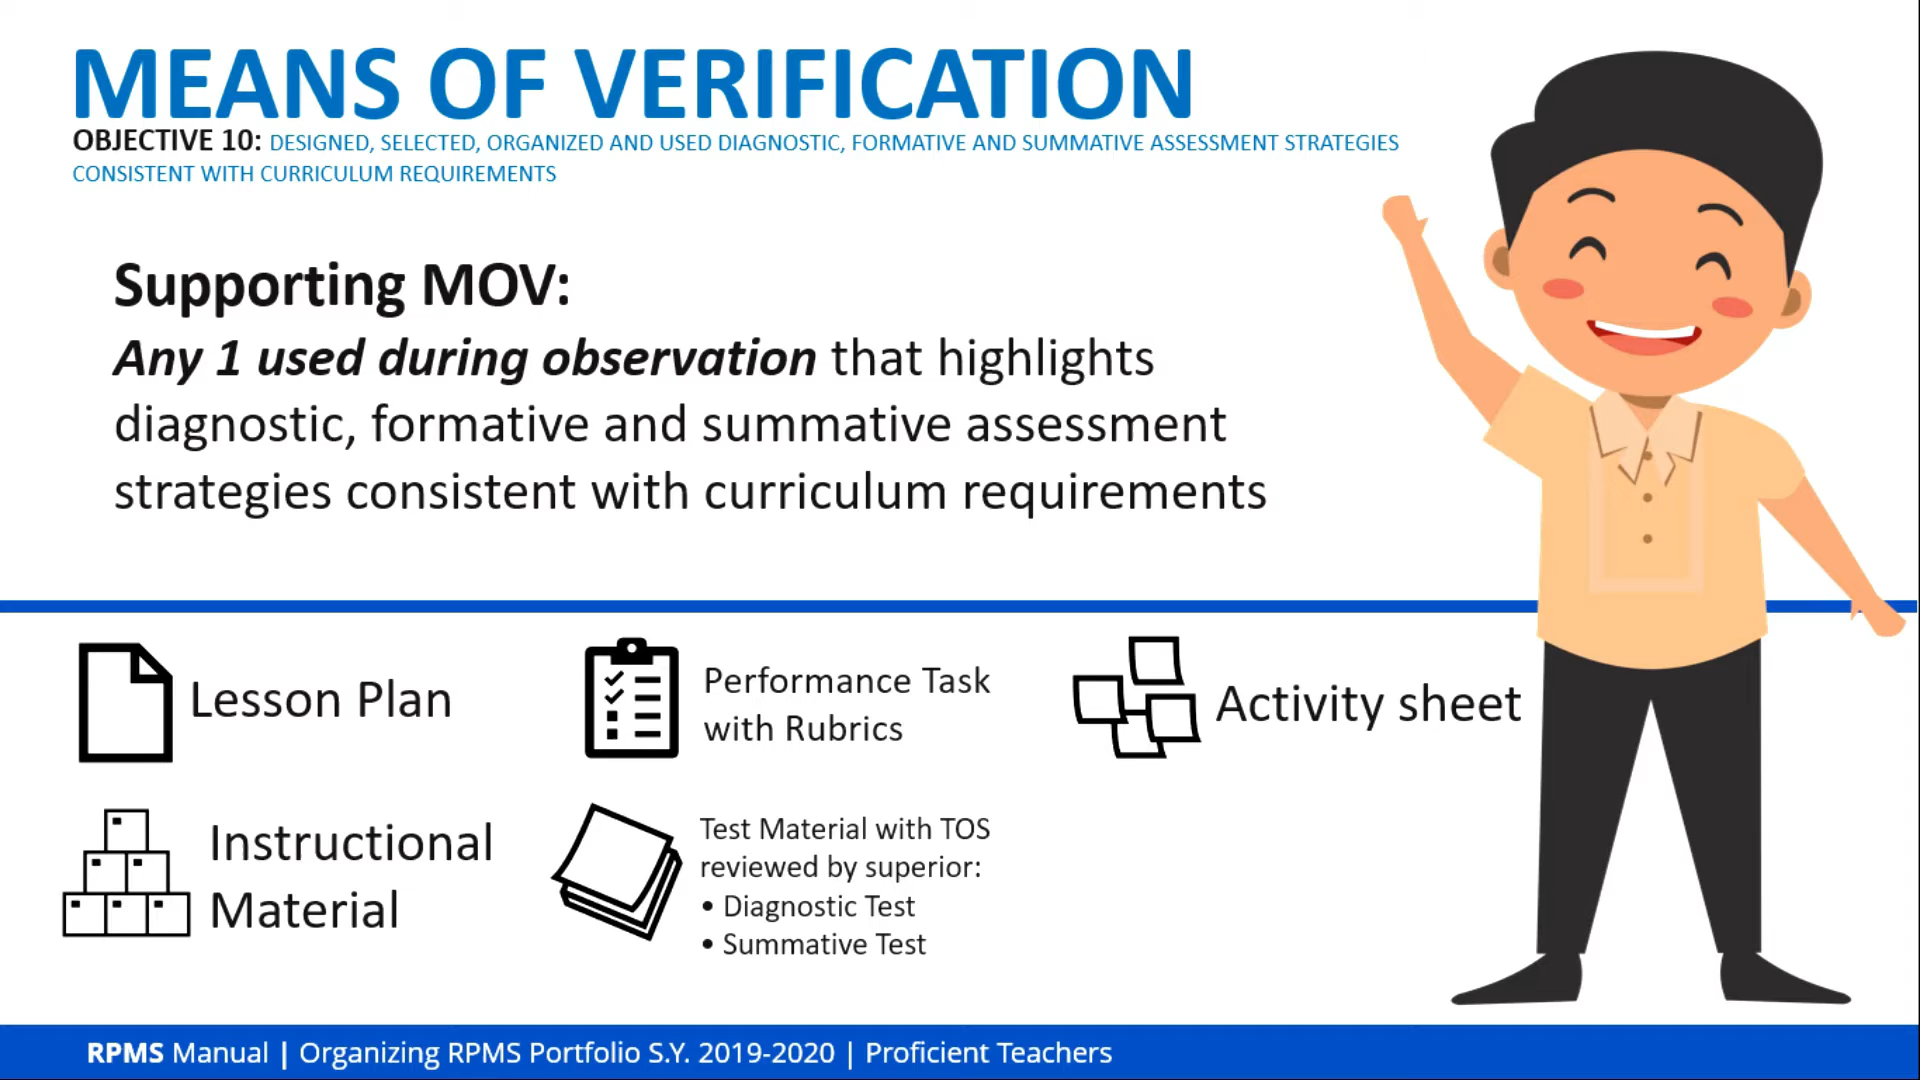 MEANS OF VERIFICATION
OBJECTIVE 10: DESIGNED, SELECTED, ORGANIZED AND USED DIAGNOSTIC, FORMATIVE AND SUMMATIVE ASSESSMENT STRATEGIES
CONSISTENT WITH CURRICULUM REQUIREMENTS
Supporting MOV:
Any 1 used during observation that highlights
diagnostic, formative and summative assessment
strategies consistent with curriculum requirements
Lesson Plan
Performance Task
with Rubrics
Activity sheet
Instructional
Material
Test Material with TOS
reviewed by superior:
• Diagnostic Test
• Summative Test
RPMS Manual | Organizing RPMS Portfolio S.Y. 2019-2020 | Proficient Teachers